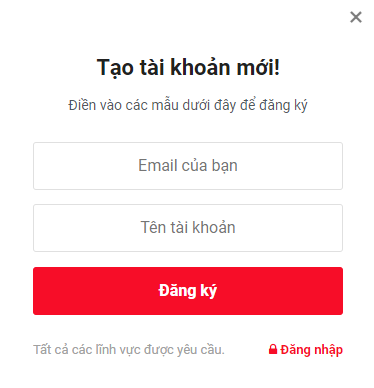 Tạo tài khoản mới!
Điền vào các mẫu dưới đây để đăng ký
Email của bạn
Tên tài khoản
Đăng ký
Tất cả các lĩnh vực được yêu cầu. Đăng nhập